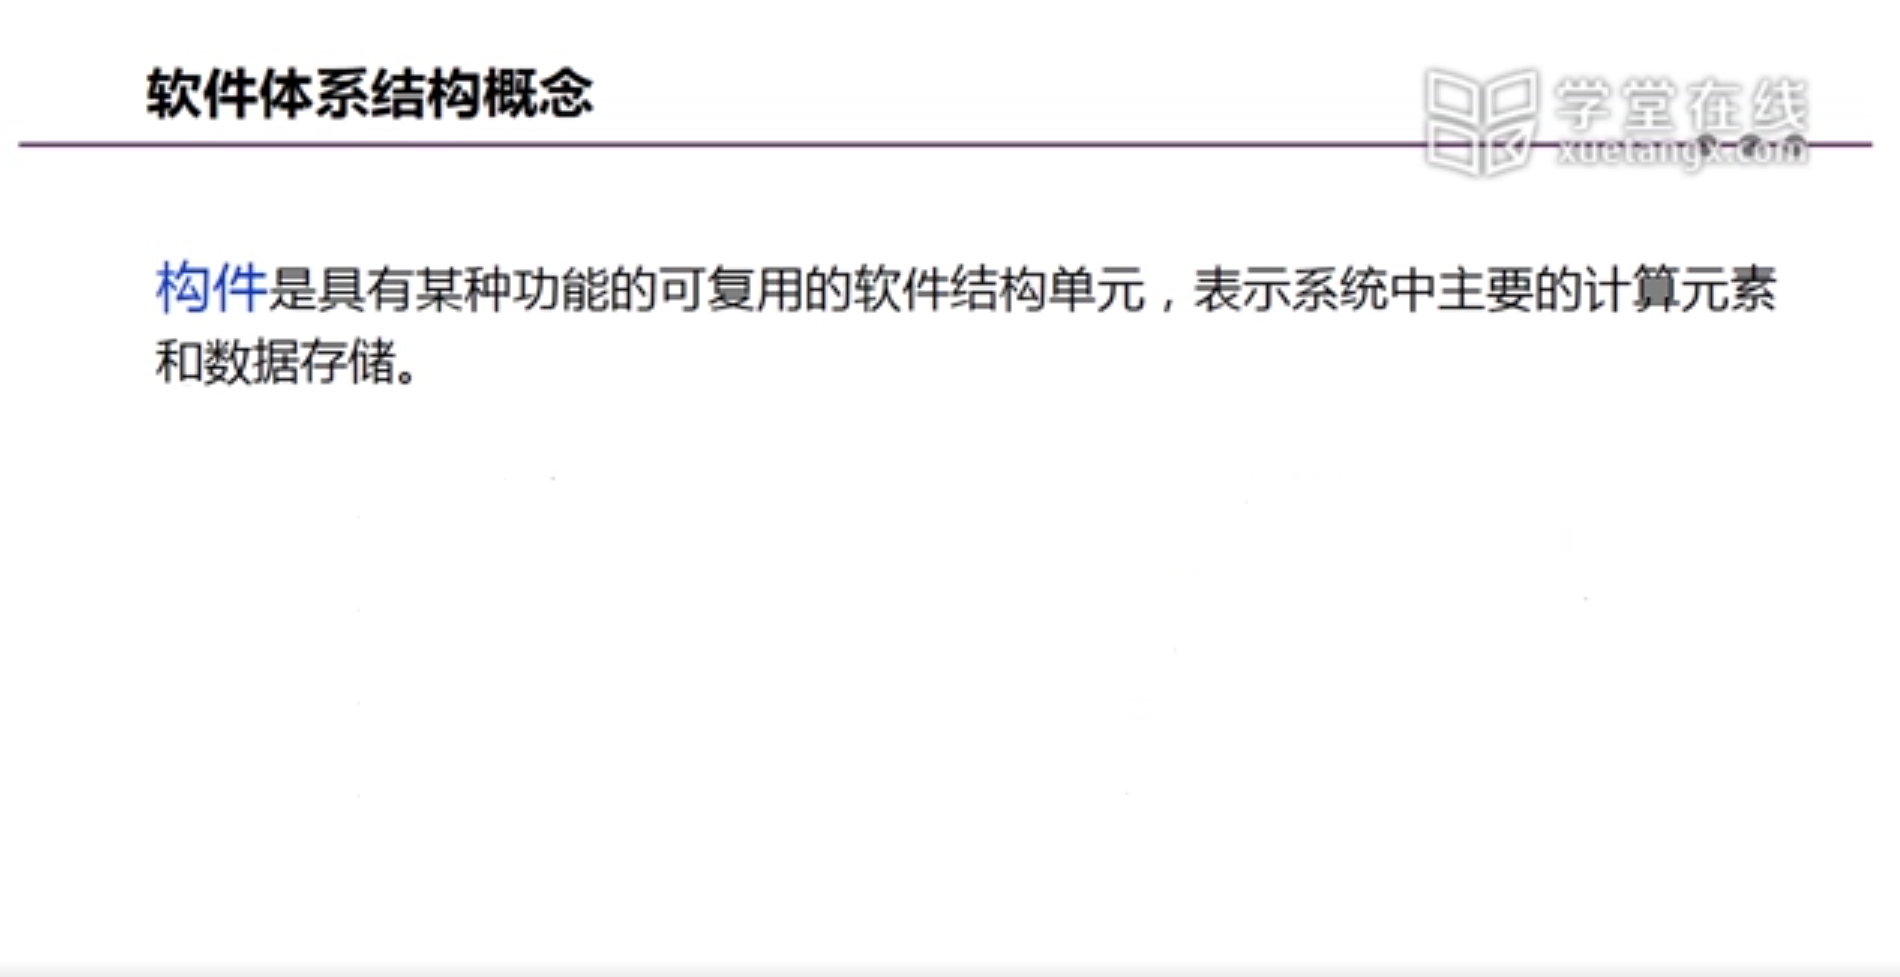 软件体系结构概念
学堂在线
xuetangx.com
构件是具有某种功能的可复用的软件结构单元，表示系统中主要的计算元素
和数据存储。